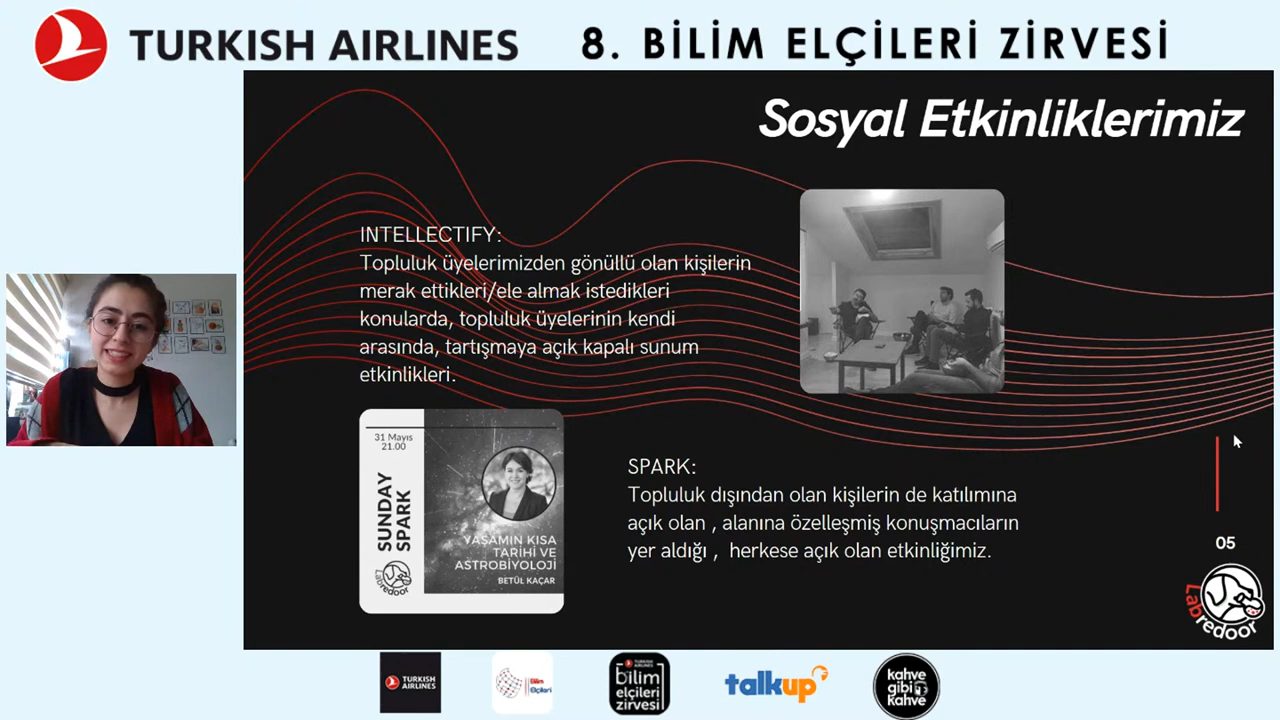 TURKISH AIRLINES
8. BİLİM ELÇİLERİ ZİRVESİ
Sosyal Etkinliklerimiz
INTELLECTIFY:
Topluluk üyelerimizden gönüllü olan kişilerin
merak ettikleri/ele almak istedikleri
konularda, topluluk üyelerinin kendi
arasında, tartışmaya açık kapalı sunum
etkinlikleri.
31 Mayıs
21.00
SUNDAY
SPARK
YAŞAMIN KISA
TARİHİ VE
ASTROBİYOLOJİ
BETÜL KAÇAR
Labredoor
SPARK:
Topluluk dışından olan kişilerin de katılımına
açık olan , alanına özelleşmiş konuşmacıların
yer aldığı , herkese açık olan etkinliğimiz.
05
Labredoor
TURKISH
AIRLINES
Bilim
Elçileri
TURKISH
AIRLINES
bilim
elçileri
zirvesi
talkup
kahve
gibi
kahve